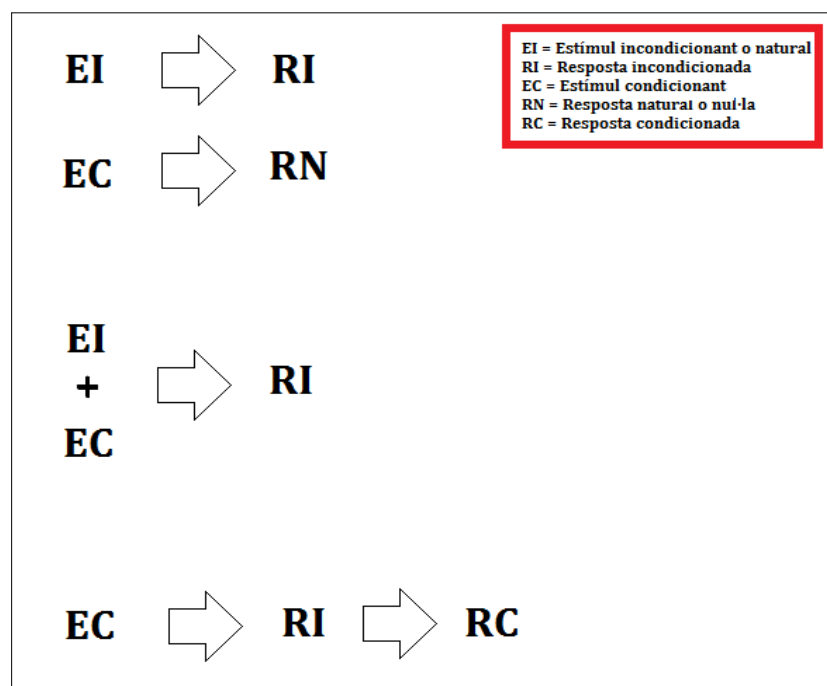 EI RI
EI = Estímul incondicionant o natural
RI = Resposta incondicionada
EC = Estímul condicionant
RN = Resposta natural o nul·la
RC = Resposta condicionada
EC RN
EI
+ RI
EC
EC RI RC